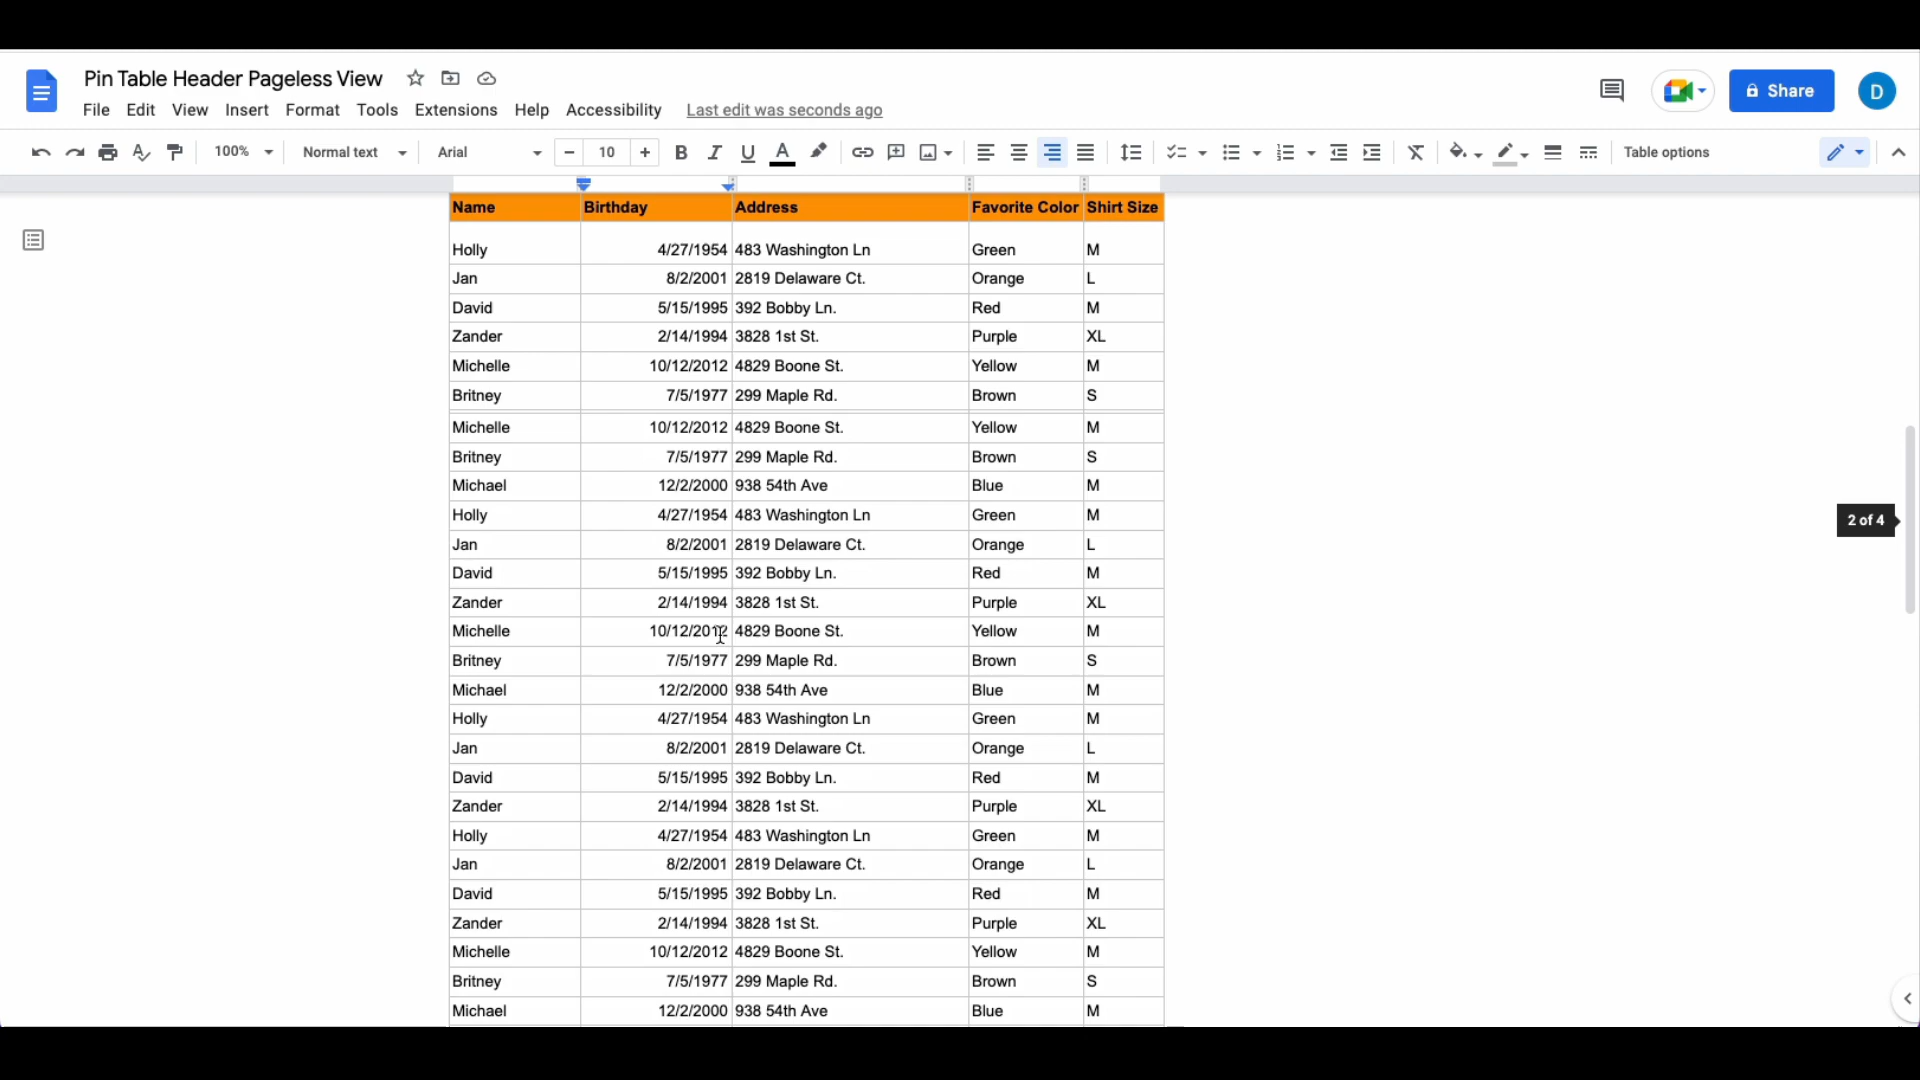 Pin Table Header Pageless View
File Edit View Insert Format Tools Extensions Help Accessibility Last edit was seconds ago
Share
D
100% Normal text Arial 10 B I U A Table options
Name Birthday Address Favorite Color Shirt Size
Holly 4/27/1954 483 Washington Ln Green M
Jan 8/2/2001 2819 Delaware Ct. Orange L
David 5/15/1995 392 Bobby Ln. Red M
Zander 2/14/1994 3828 1st St. Purple XL
Michelle 10/12/2012 4829 Boone St. Yellow M
Britney 7/5/1977 299 Maple Rd. Brown S
Michelle 10/12/2012 4829 Boone St. Yellow M
Britney 7/5/1977 299 Maple Rd. Brown S
Michael 12/2/2000 938 54th Ave Blue M
Holly 4/27/1954 483 Washington Ln Green M
2 of 4
Jan 8/2/2001 2819 Delaware Ct. Orange L
David 5/15/1995 392 Bobby Ln. Red M
Zander 2/14/1994 3828 1st St. Purple XL
Michelle 10/12/2012 4829 Boone St. Yellow M
Britney 7/5/1977 299 Maple Rd. Brown S
Michael 12/2/2000 938 54th Ave Blue M
Holly 4/27/1954 483 Washington Ln Green M
Jan 8/2/2001 2819 Delaware Ct. Orange L
David 5/15/1995 392 Bobby Ln. Red M
Zander 2/14/1994 3828 1st St. Purple XL
Holly 4/27/1954 483 Washington Ln Green M
Jan 8/2/2001 2819 Delaware Ct. Orange L
David 5/15/1995 392 Bobby Ln. Red M
Zander 2/14/1994 3828 1st St. Purple XL
Michelle 10/12/2012 4829 Boone St. Yellow M
Britney 7/5/1977 299 Maple Rd. Brown S
Michael 12/2/2000 938 54th Ave Blue M